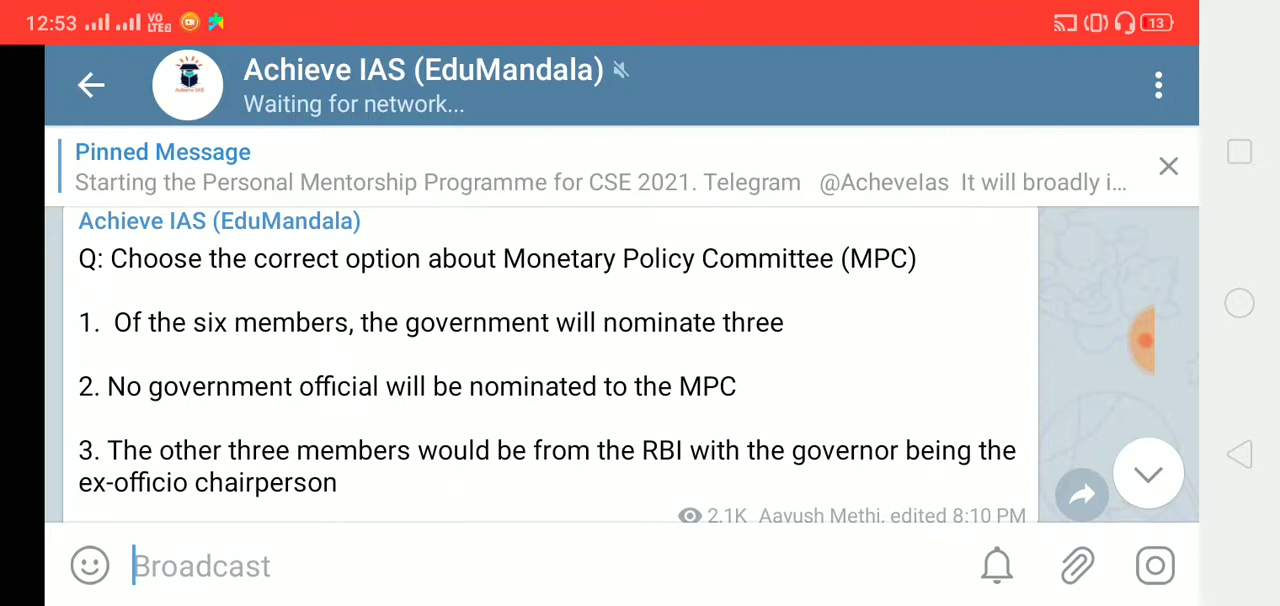 12:53 VO LTE2 13
Achieve IAS (EduMandala)
Waiting for network...
Pinned Message
Starting the Personal Mentorship Programme for CSE 2021. Telegram @AcheveIas It will broadly i...
Achieve IAS (EduMandala)
Q: Choose the correct option about Monetary Policy Committee (MPC)
1. Of the six members, the government will nominate three
2. No government official will be nominated to the MPC
3. The other three members would be from the RBI with the governor being the
ex-officio chairperson
2.1K Aayush Methi, edited 8:10 PM
Broadcast